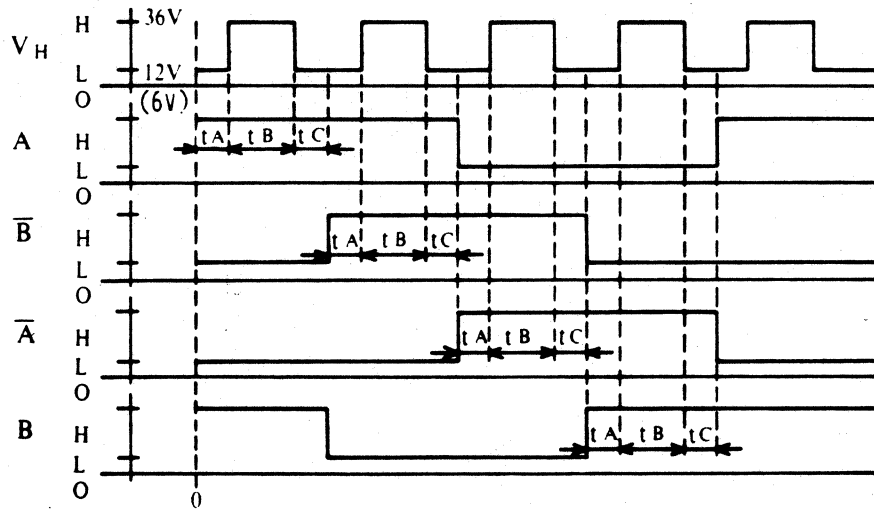 V H H L O 36V 12V (6V)
A H L O tA tB tC
B̅ H L O tA tB tC
A̅ H L O tA tB tC
B H L O tA tB tC
0